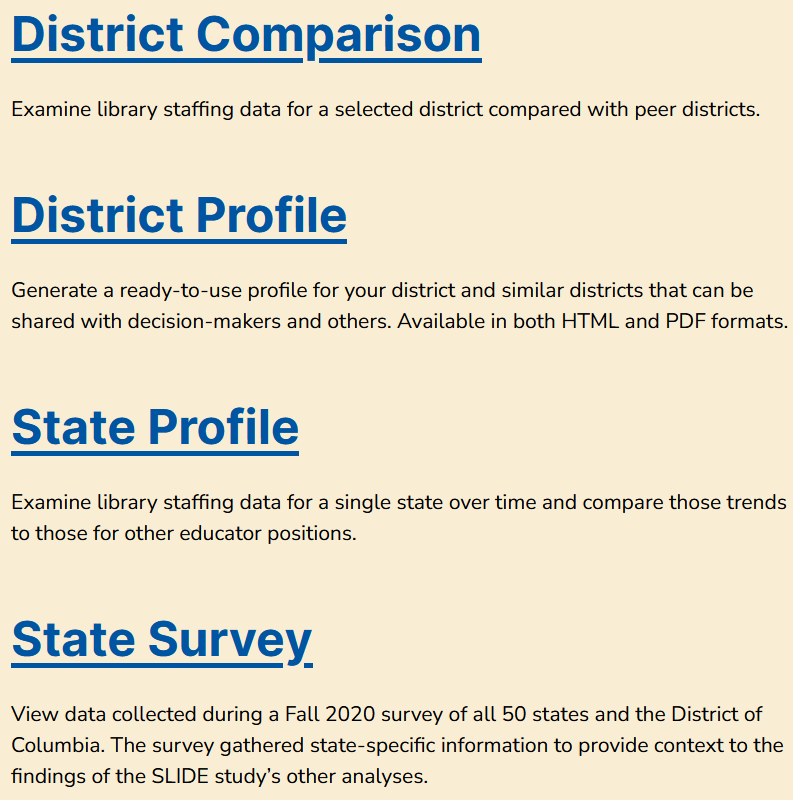 District Comparison
Examine library staffing data for a selected district compared with peer districts.
District Profile
Generate a ready-to-use profile for your district and similar districts that can be
shared with decision-makers and others. Available in both HTML and PDF formats.
State Profile
Examine library staffing data for a single state over time and compare those trends
to those for other educator positions.
State Survey
View data collected during a Fall 2020 survey of all 50 states and the District of
Columbia. The survey gathered state-specific information to provide context to the
findings of the SLIDE study’s other analyses.